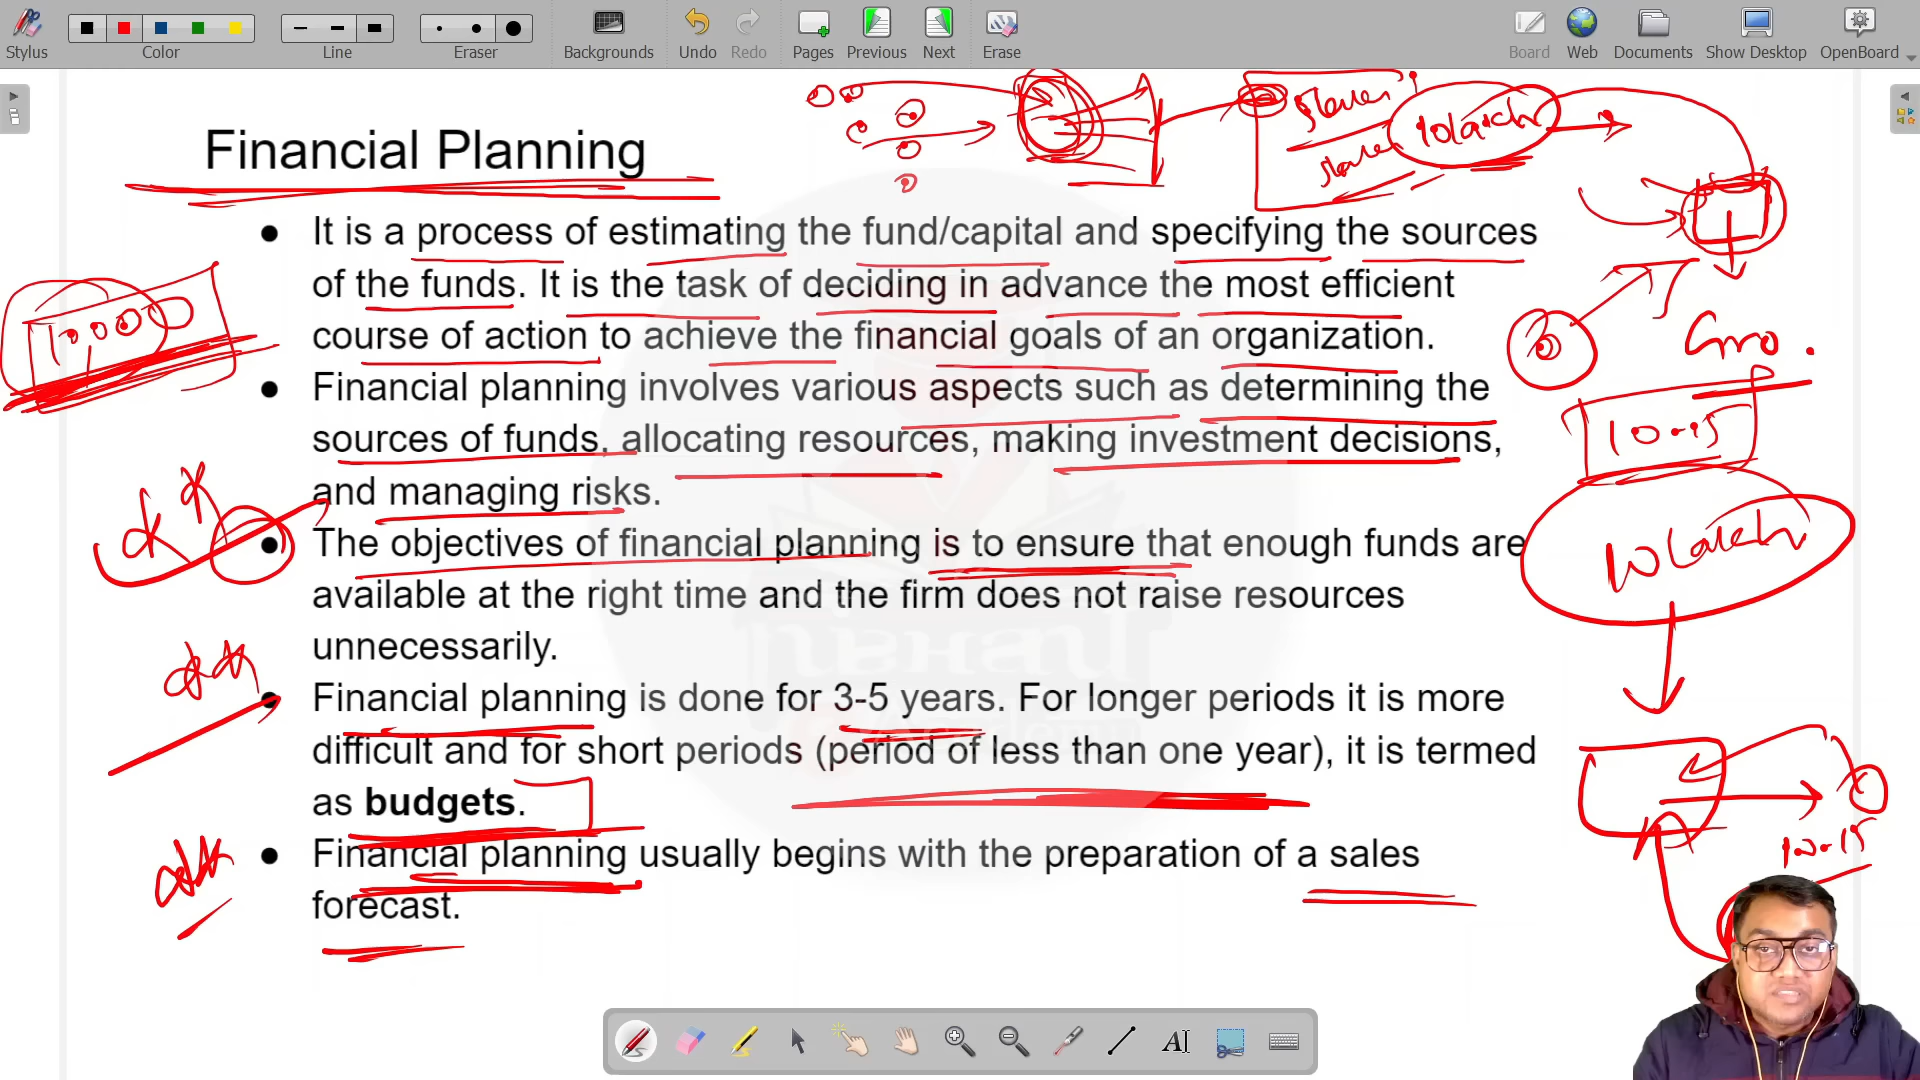 Stylus
Color
Line
Eraser
Backgrounds
Undo
Redo
Pages
Previous
Next
Erase
Board
Web
Documents
Show Desktop
OpenBoard
Financial Planning
● It is a process of estimating the fund/capital and specifying the sources
of the funds. It is the task of deciding in advance the most efficient
course of action to achieve the financial goals of an organization.
● Financial planning involves various aspects such as determining the
sources of funds, allocating resources, making investment decisions,
and managing risks.
● The objectives of financial planning is to ensure that enough funds are
available at the right time and the firm does not raise resources
unnecessarily.
● Financial planning is done for 3-5 years. For longer periods it is more
difficult and for short periods (period of less than one year), it is termed
as budgets.
● Financial planning usually begins with the preparation of a sales
forecast.
10 lakh
10,000
10-15
10 lakh
10-15